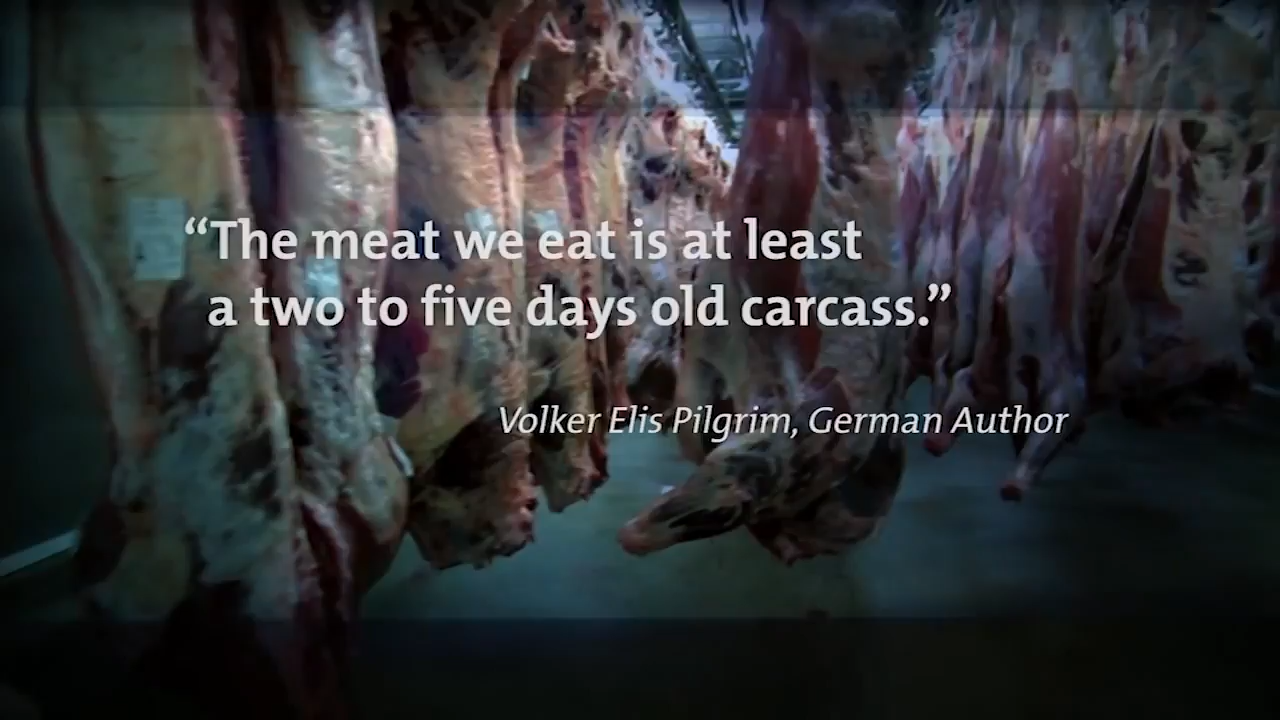 “The meat we eat is at least
a two to five days old carcass.”
Volker Elis Pilgrim, German Author